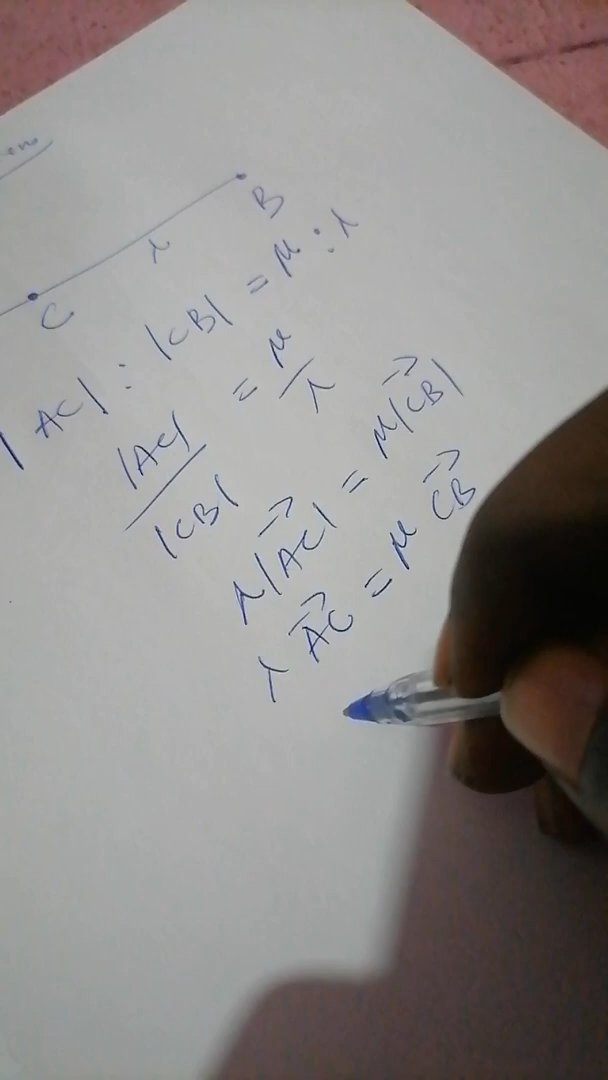 B
λ
C
|AC| : |CB| = μ : λ
|AC| / |CB| = μ / λ
λ|AC⃗| = μ|CB⃗|
λ AC⃗ = μ CB⃗